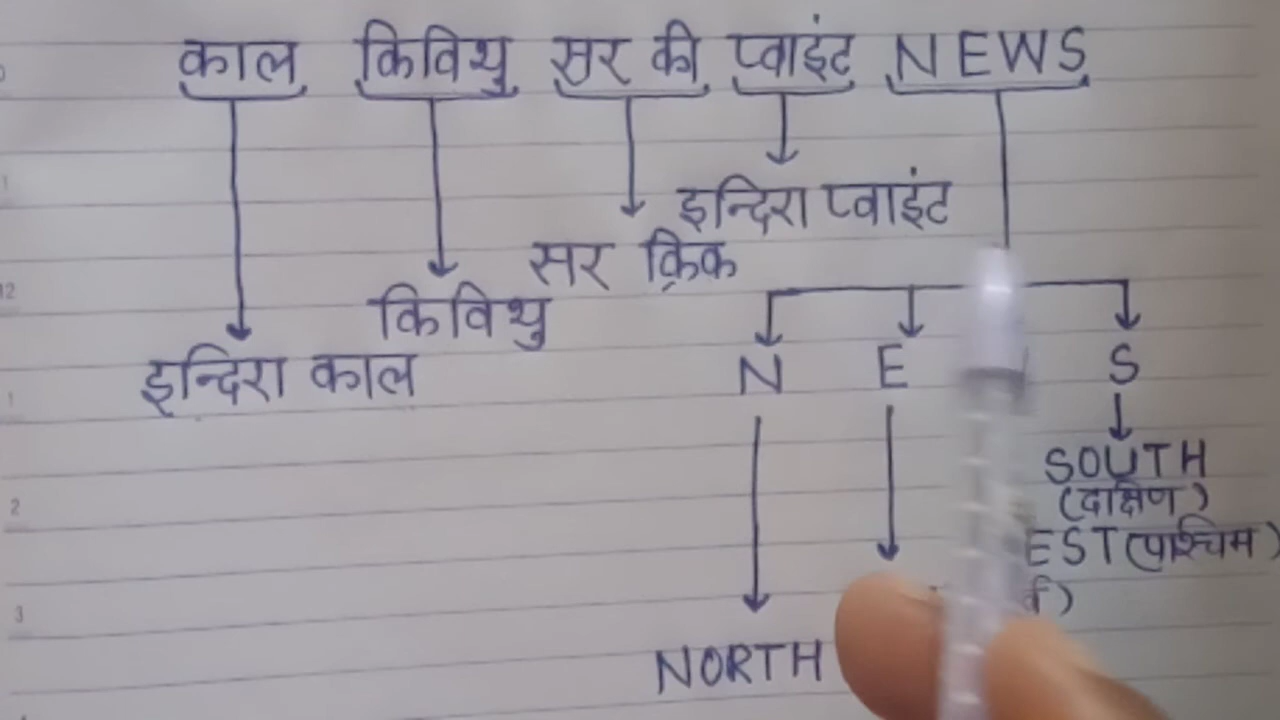 काल किविथु सर की प्वाइंट NEWS
इन्दिरा प्वाइंट
सर क्रिक
किविथु
इन्दिरा काल
N E S
SOUTH
(दक्षिण)
EST (पश्चिम)
NORTH